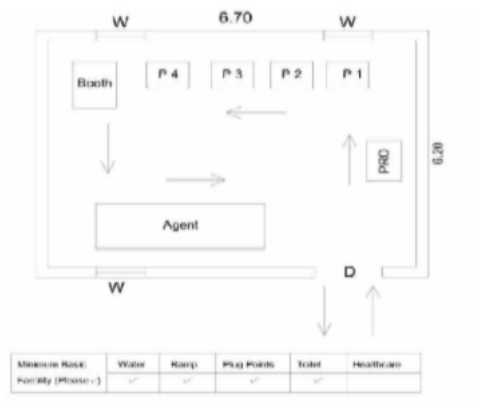 W 6.70 W
Booth P 4 P 3 P 2 P 1
PRO
6.20
Agent
W D
Minimum Basic Water Ramp Plug Points Toilet Healthcare
Facility (Please ✓) ✓ ✓ ✓ ✓